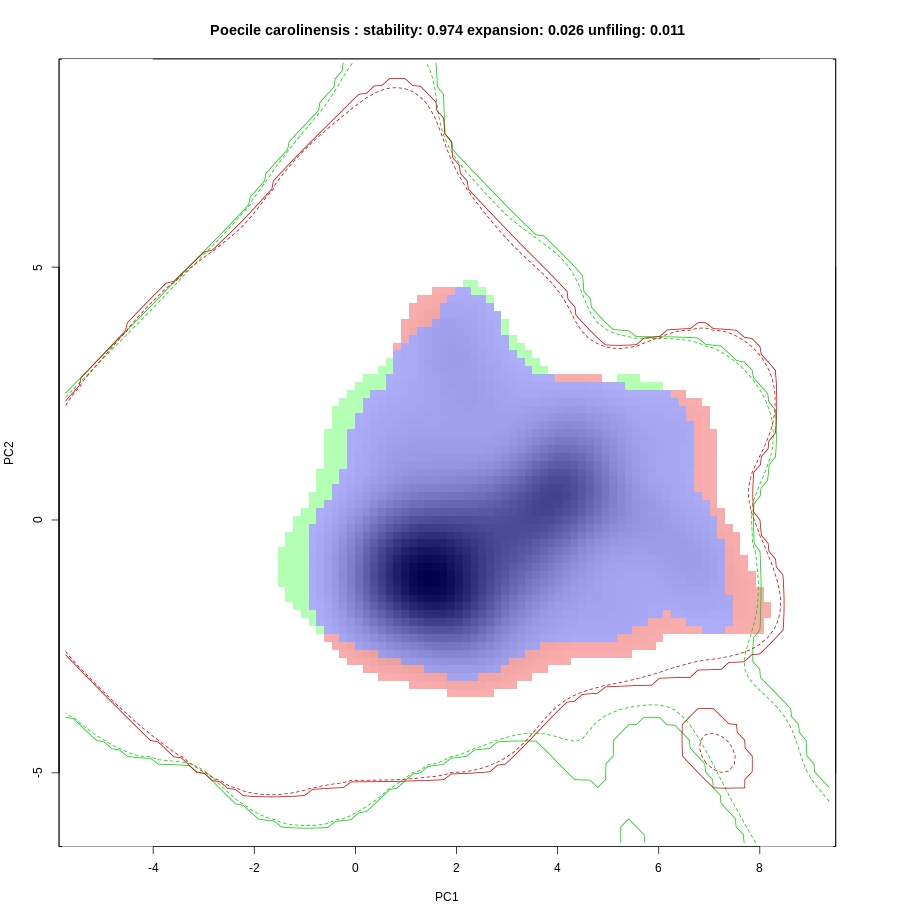 Poecile carolinensis : stability: 0.974 expansion: 0.026 unfiling: 0.011
5
0
-5
PC2
-4 -2 0 2 4 6 8
PC1